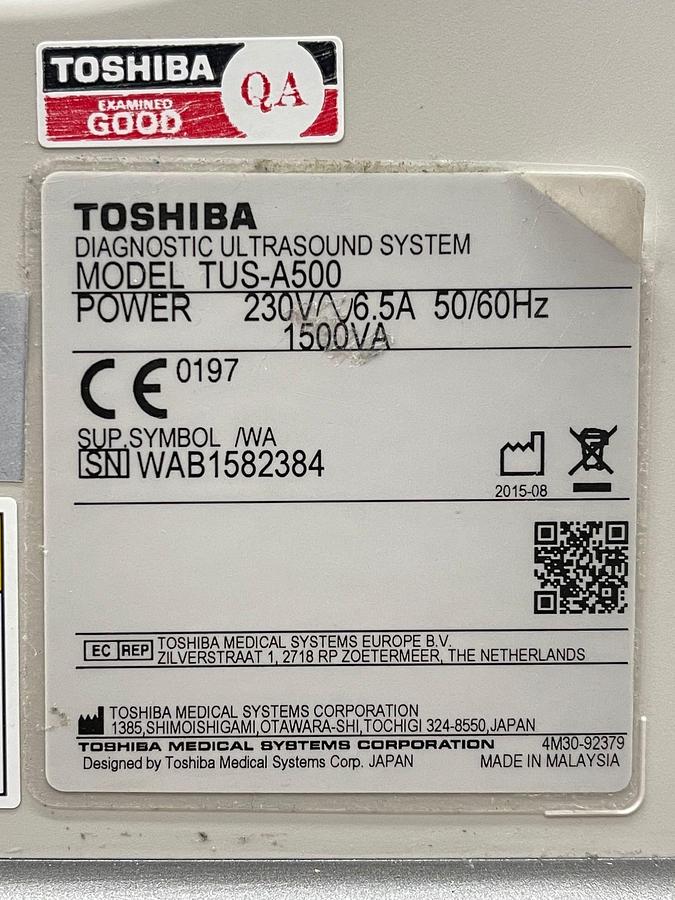 TOSHIBA
EXAMINED
GOOD
QA
TOSHIBA
DIAGNOSTIC ULTRASOUND SYSTEM
MODEL TUS-A500
POWER 230V∿6.5A 50/60Hz
1500VA
CE 0197
SUP.SYMBOL /WA
SN WAB1582384
2015-08
EC REP TOSHIBA MEDICAL SYSTEMS EUROPE B.V.
ZILVERSTRAAT 1, 2718 RP ZOETERMEER, THE NETHERLANDS
TOSHIBA MEDICAL SYSTEMS CORPORATION
1385,SHIMOISHIGAMI,OTAWARA-SHI,TOCHIGI 324-8550,JAPAN
TOSHIBA MEDICAL SYSTEMS CORPORATION 4M30-92379
Designed by Toshiba Medical Systems Corp. JAPAN MADE IN MALAYSIA